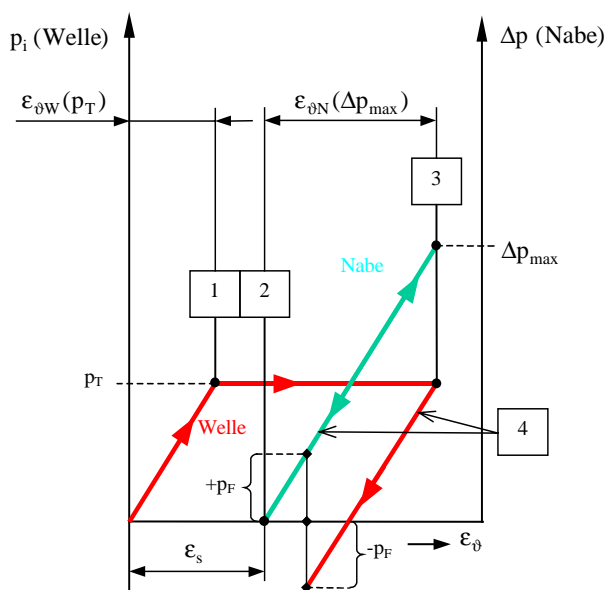 pᵢ (Welle)
Δp (Nabe)
ε_ϑW(p_T)
ε_ϑN(Δp_max)
3
Nabe
Δp_max
1
2
p_T
Welle
4
+p_F
ε_s
-p_F
ε_ϑ